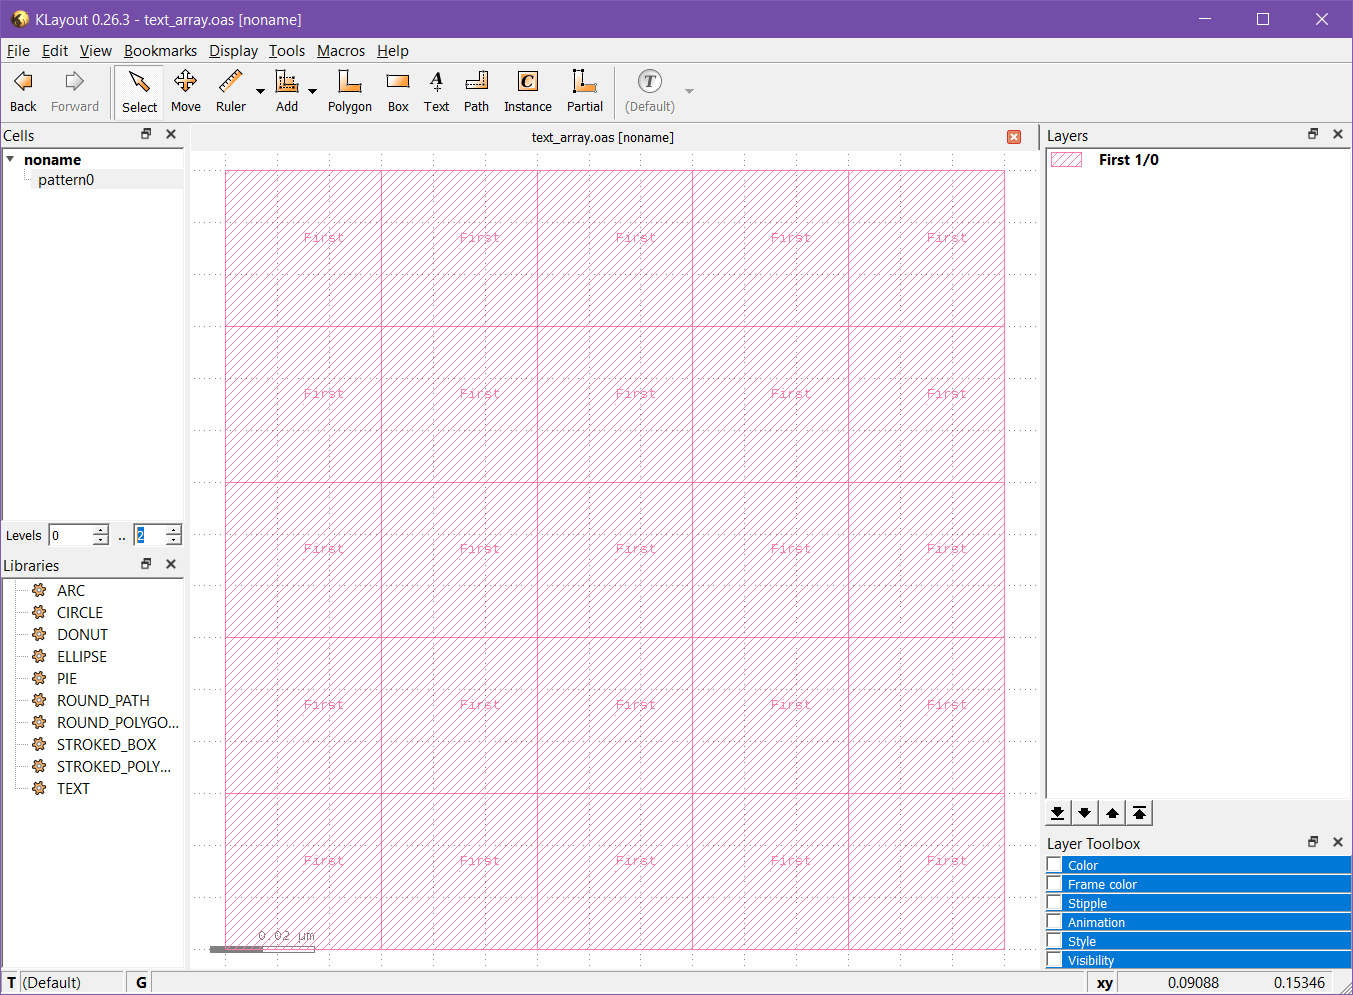 KLayout 0.26.3 - text_array.oas [noname]
File Edit View Bookmarks Display Tools Macros Help
Back Forward Select Move Ruler Add Polygon Box Text Path Instance Partial (Default)
Cells
noname
pattern0
Levels 0 .. 2
Libraries
ARC
CIRCLE
DONUT
ELLIPSE
PIE
ROUND_PATH
ROUND_POLYGO...
STROKED_BOX
STROKED_POLY...
TEXT
text_array.oas [noname]
First First First First First
First First First First First
First First First First First
First First First First First
First First First First First
0.02 µm
Layers
First 1/0
Layer Toolbox
Color
Frame color
Stipple
Animation
Style
Visibility
T (Default) G xy 0.09088 0.15346